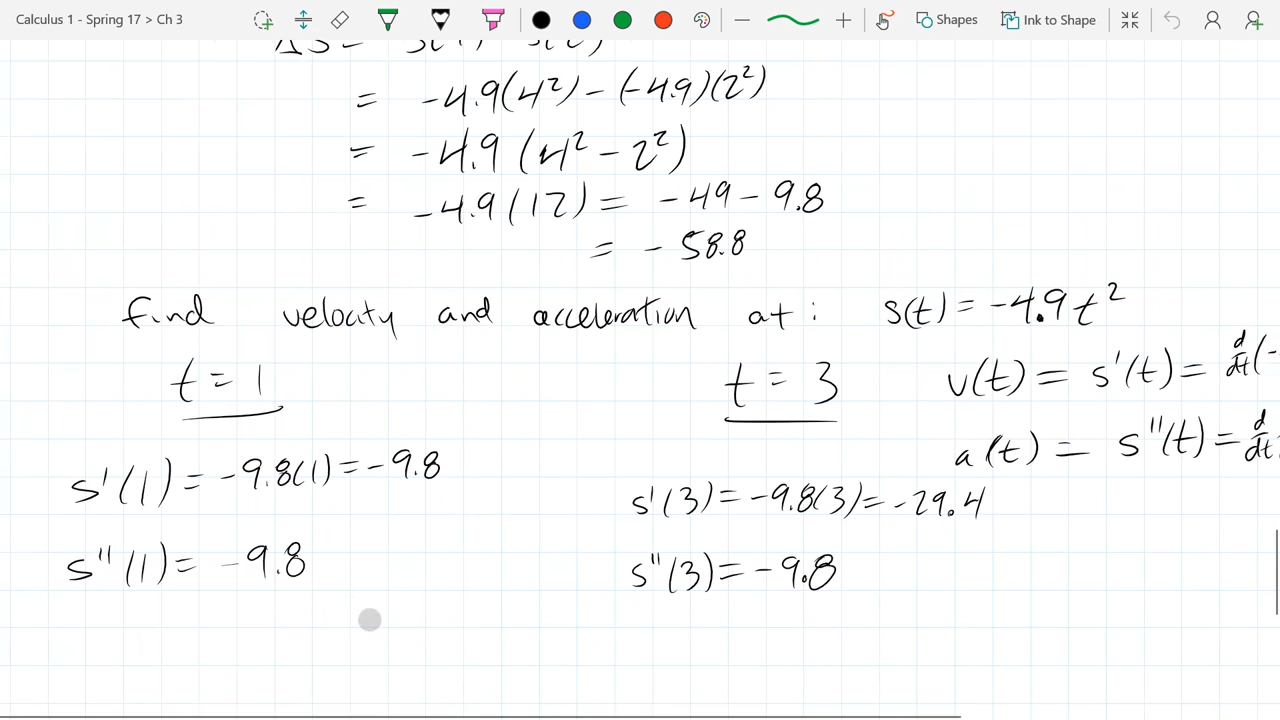 Calculus 1 - Spring 17 > Ch 3
Shapes
Ink to Shape
= -4.9(4²) - (-4.9)(2²)
= -4.9 (4² - 2²)
= -4.9(12) = -49 - 9.8
= - 58.8
find velocity and acceleration at: s(t) = -4.9t²
t = 1
t = 3
v(t) = s'(t) = d/dt(-
a(t) = s''(t) = d/dt
s'(1) = -9.8(1) = -9.8
s'(3) = -9.8(3) = -29.4
s''(1) = -9.8
s''(3) = -9.8